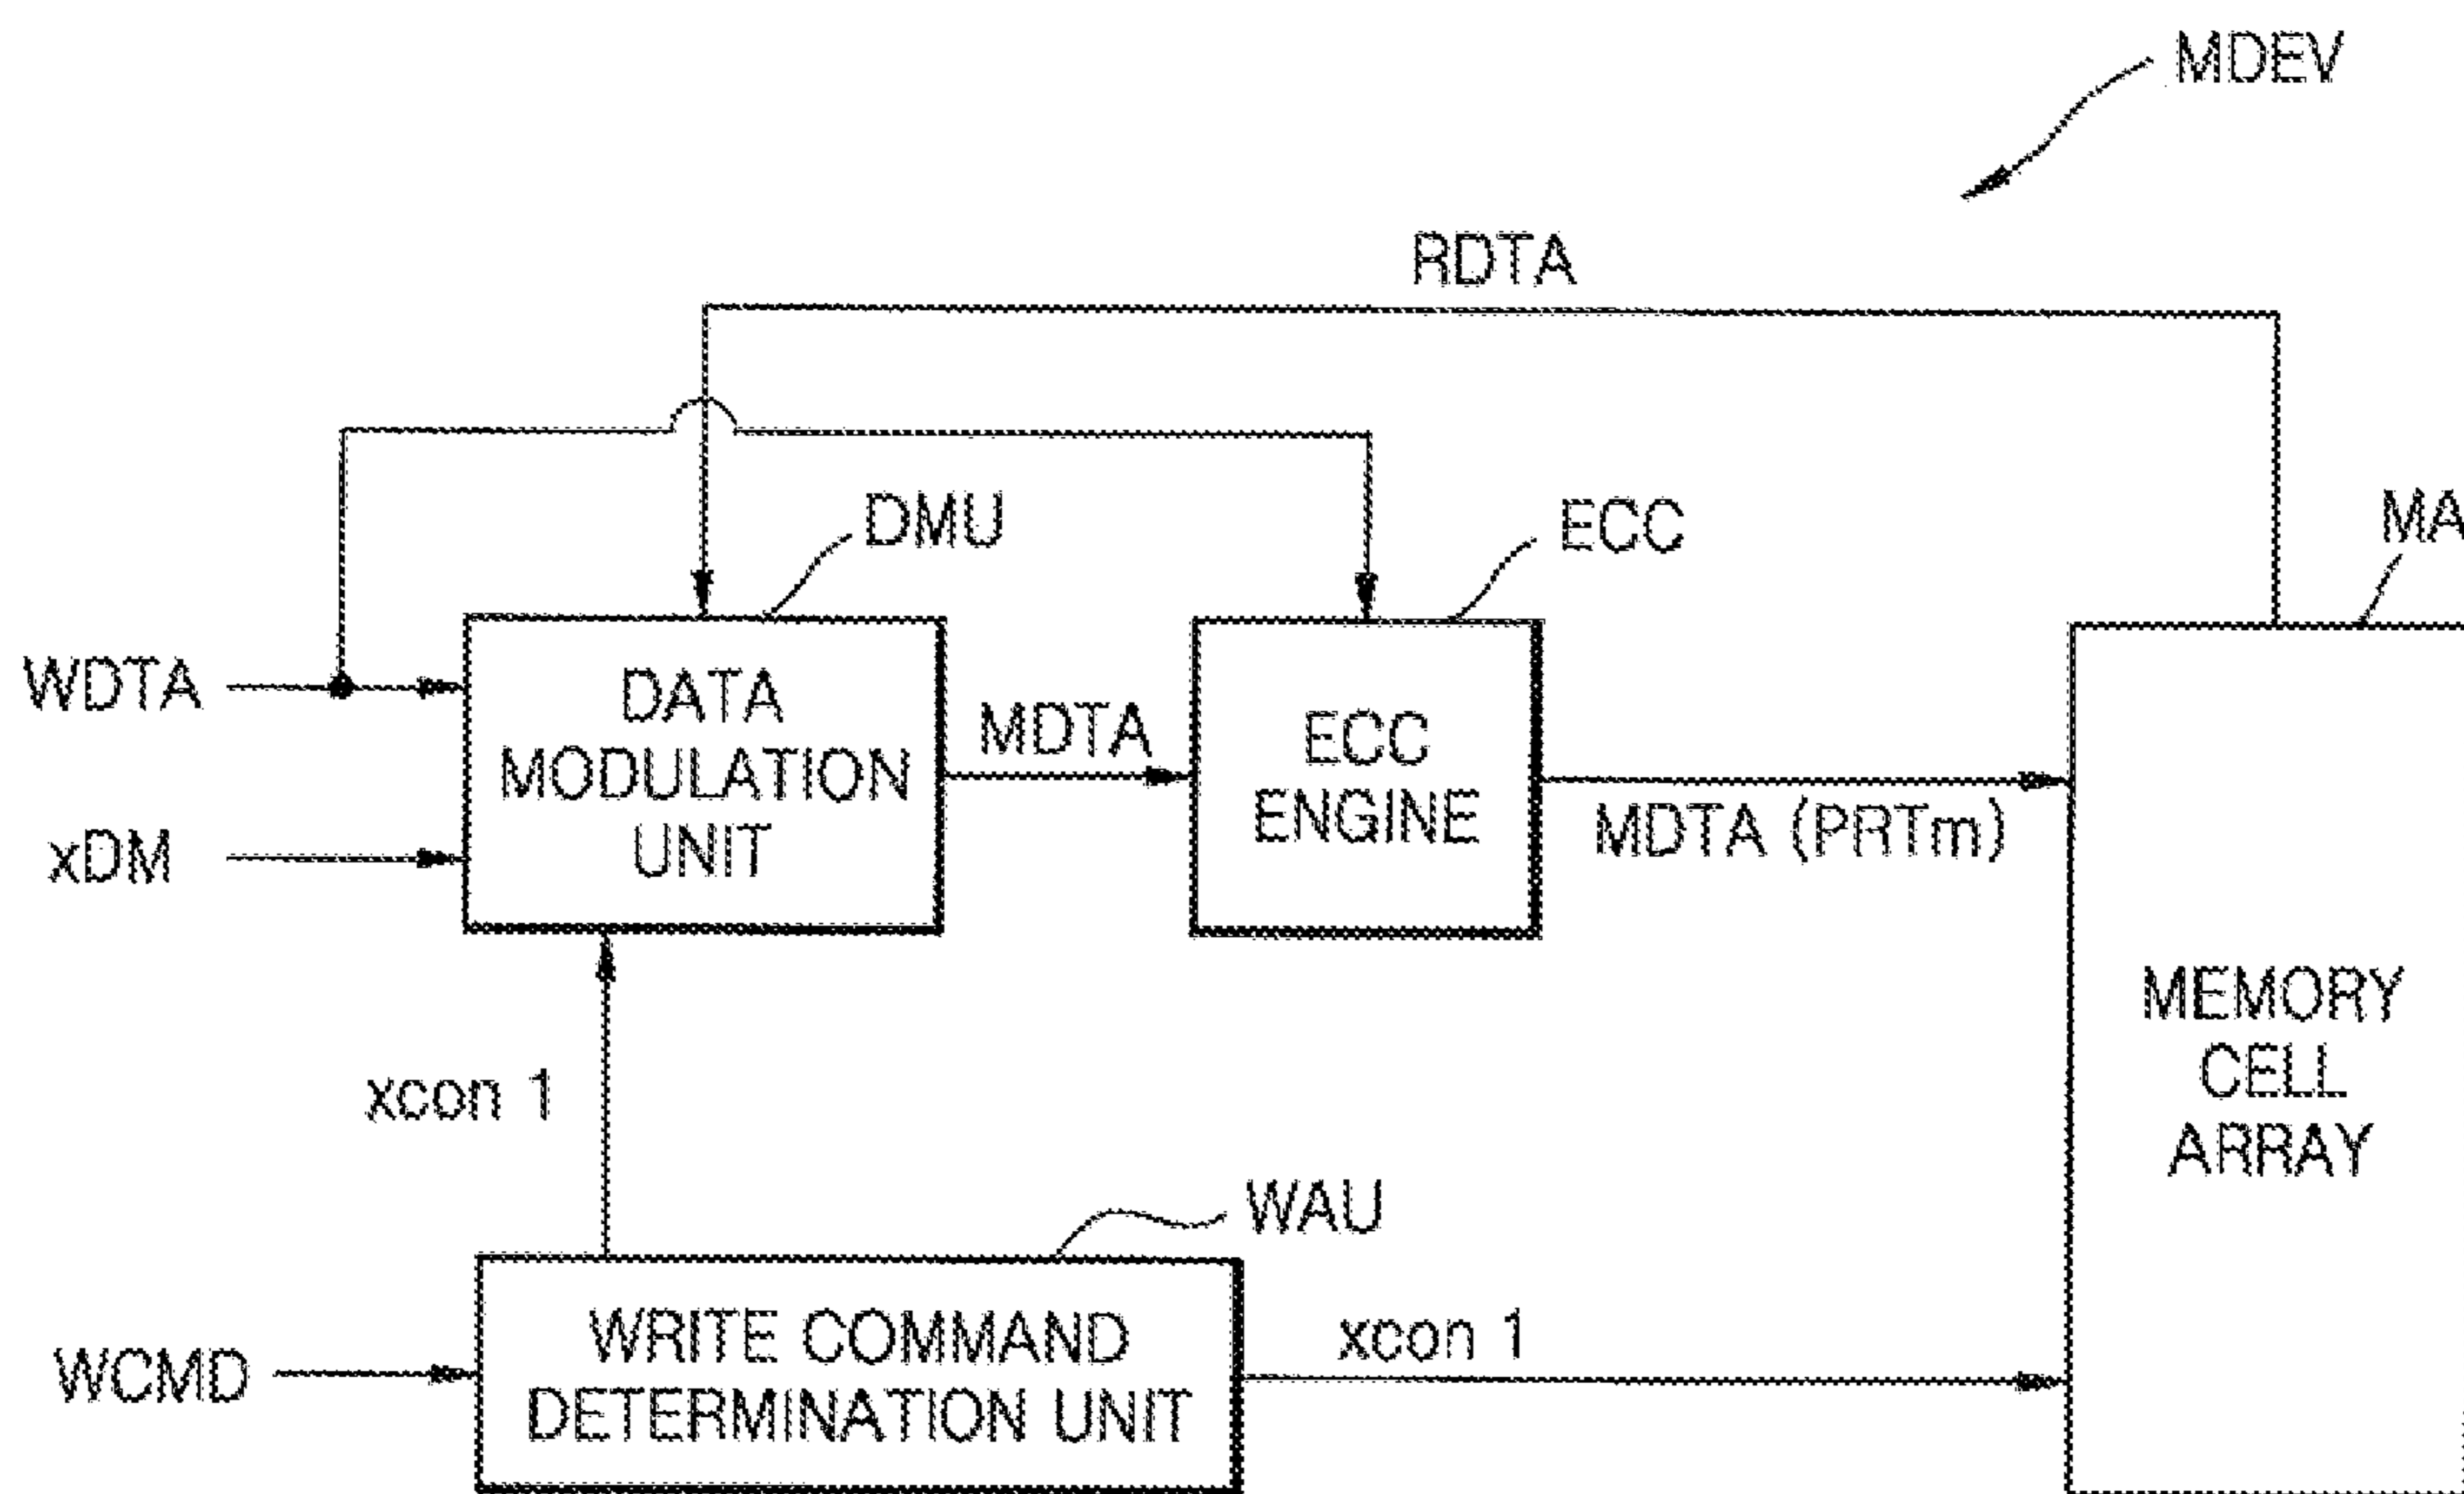 MDEV
RDTA
DMU
ECC
MA
WDTA
DATA
MODULATION
UNIT
MDTA
ECC
ENGINE
MDTA (PRTm)
xDM
MEMORY
CELL
ARRAY
xcon 1
WAU
WCMD
WRITE COMMAND
DETERMINATION UNIT
xcon 1